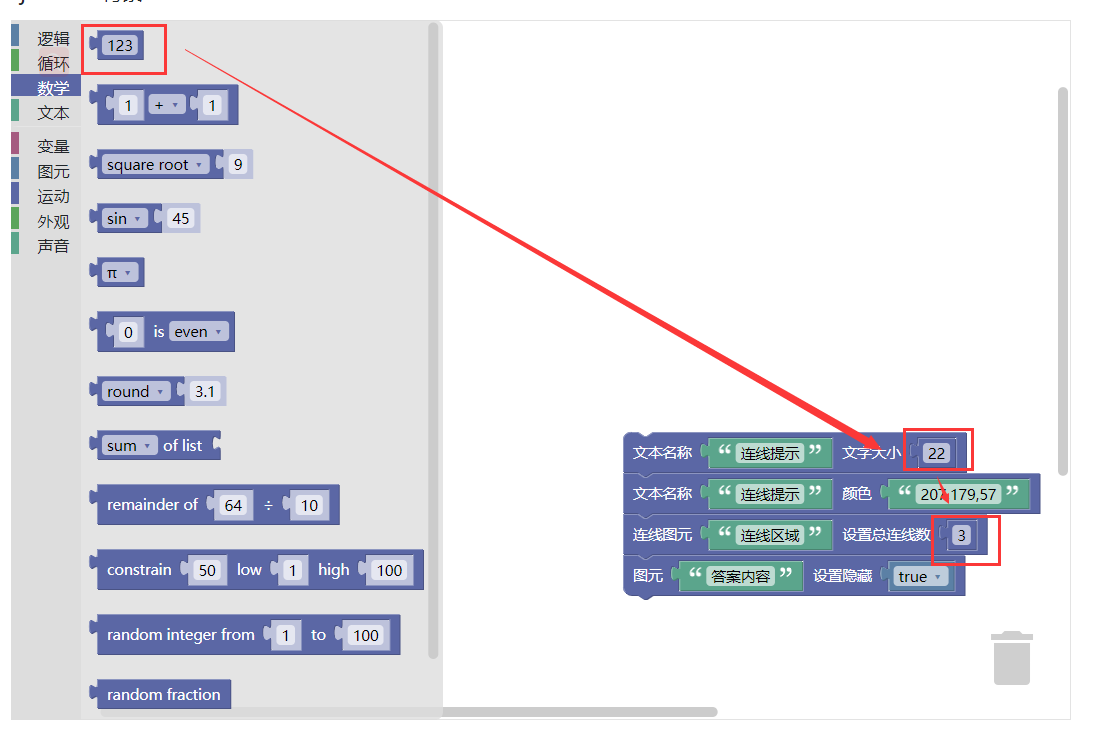 逻辑
循环
数学
文本
变量
图元
运动
外观
声音
123
1 + 1
square root 9
sin 45
π
0 is even
round 3.1
sum of list
remainder of 64 ÷ 10
constrain 50 low 1 high 100
random integer from 1 to 100
random fraction
文本名称 “ 连线提示 ” 文字大小 22
文本名称 “ 连线提示 ” 颜色 “ 207,179,57 ”
连线图元 “ 连线区域 ” 设置总连线数 3
图元 “ 答案内容 ” 设置隐藏 true